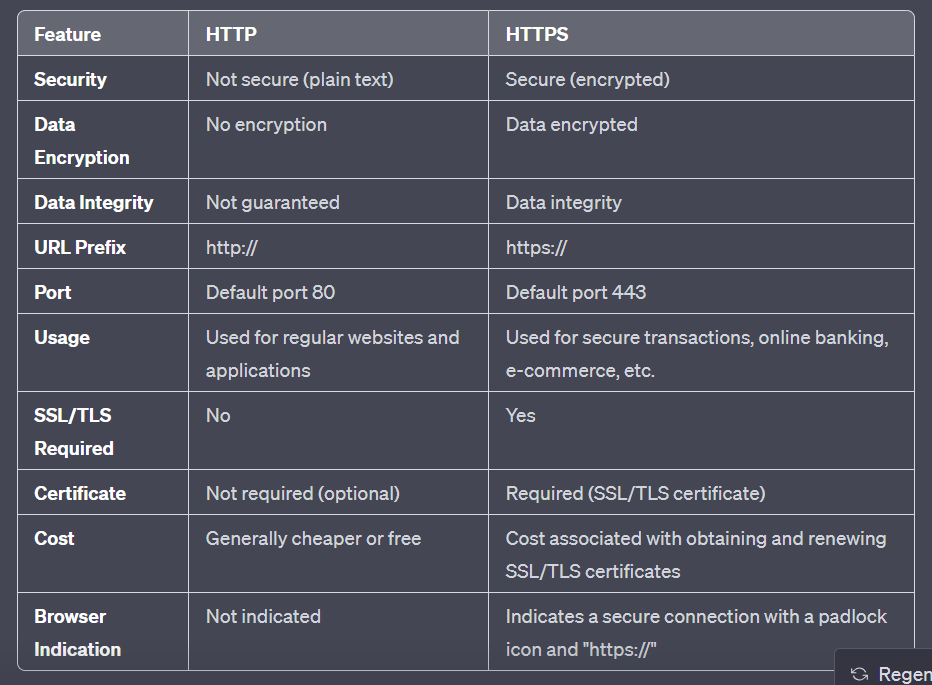 Feature HTTP HTTPS
Security Not secure (plain text) Secure (encrypted)
Data No encryption Data encrypted
Encryption
Data Integrity Not guaranteed Data integrity
URL Prefix http:// https://
Port Default port 80 Default port 443
Usage Used for regular websites and Used for secure transactions, online banking,
applications e-commerce, etc.
SSL/TLS No Yes
Required
Certificate Not required (optional) Required (SSL/TLS certificate)
Cost Generally cheaper or free Cost associated with obtaining and renewing
SSL/TLS certificates
Browser Not indicated Indicates a secure connection with a padlock
Indication icon and "https://"
Regen